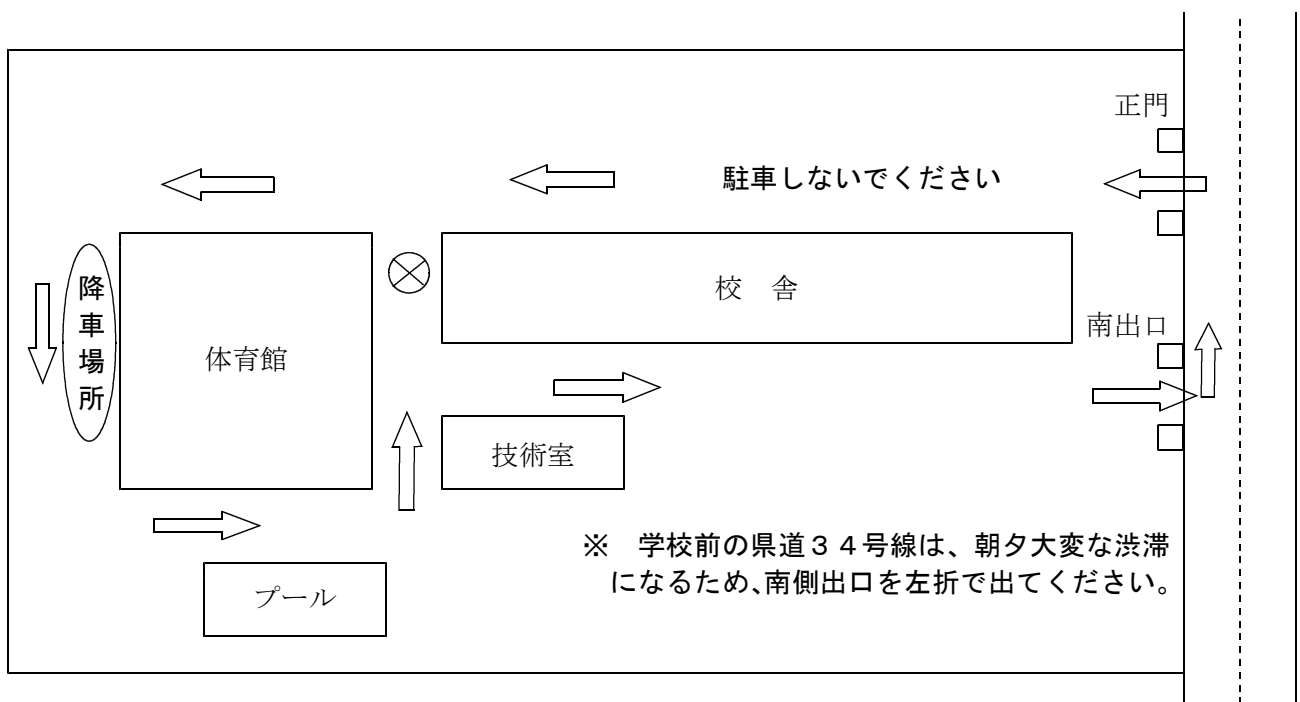 正門
駐車しないでください
降車場所
校　舎
南出口
体育館
技術室
※　学校前の県道３４号線は、朝夕大変な渋滞
になるため、南側出口を左折で出てください。
プール